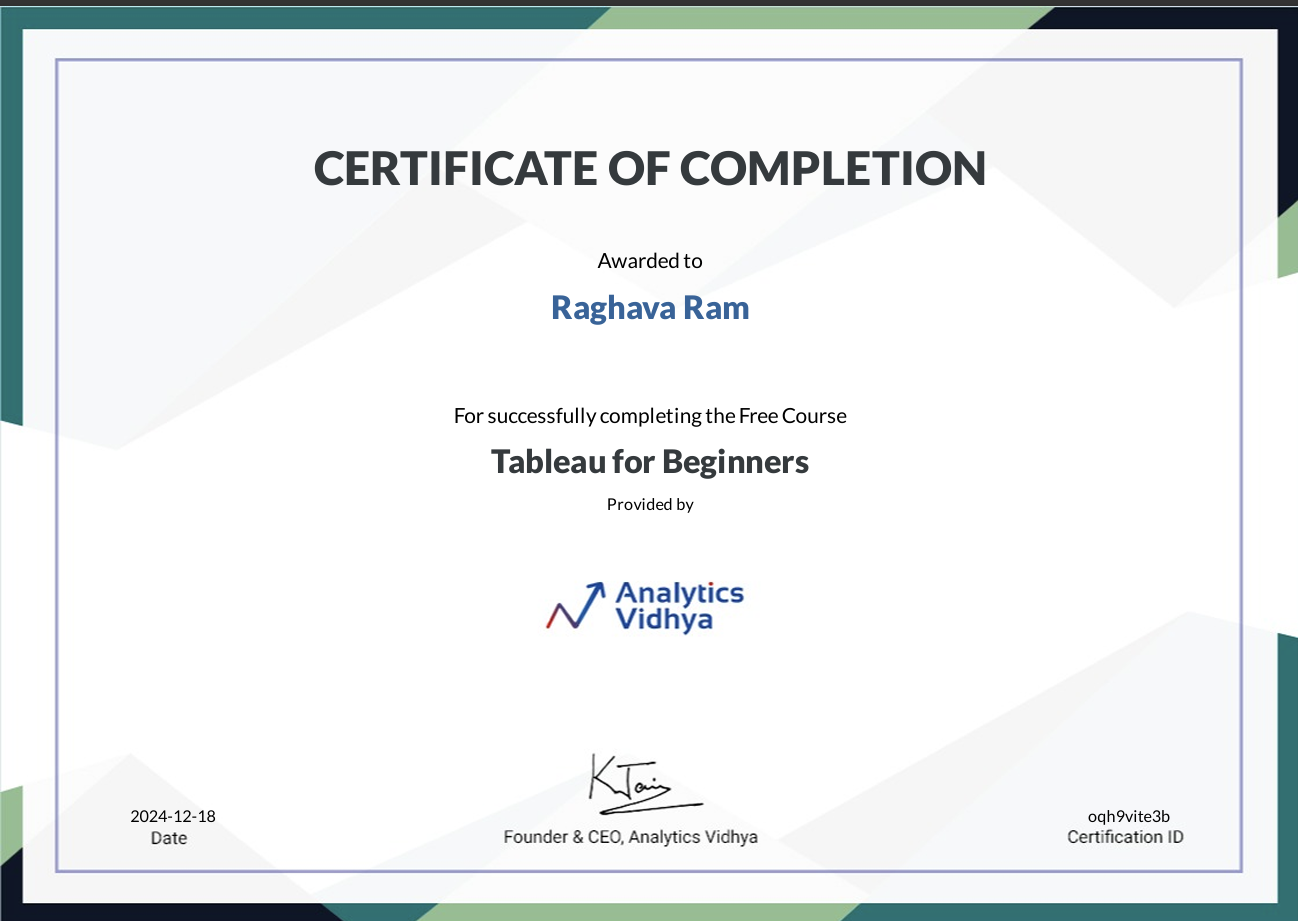 CERTIFICATE OF COMPLETION
Awarded to
Raghava Ram
For successfully completing the Free Course
Tableau for Beginners
Provided by
Analytics
Vidhya
K Jain
2024-12-18
Date
Founder & CEO, Analytics Vidhya
oqh9vite3b
Certification ID